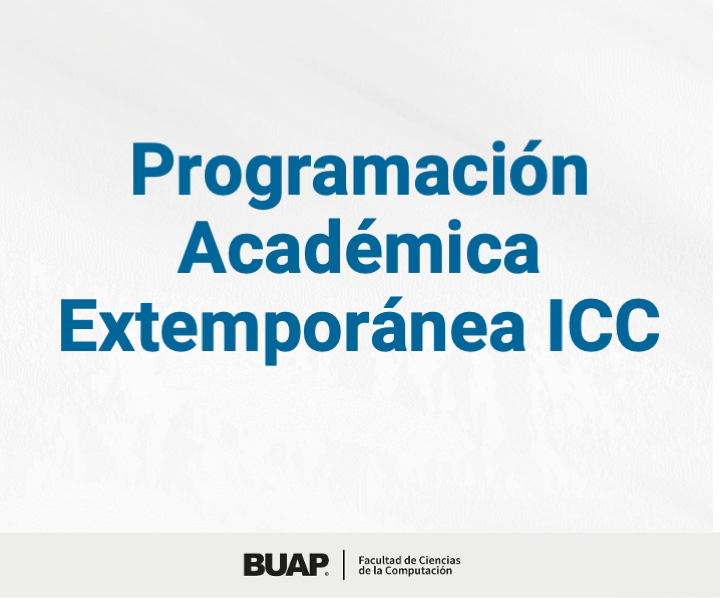 Programación
Académica
Extemporánea ICC
BUAP
Facultad de Ciencias
de la Computación